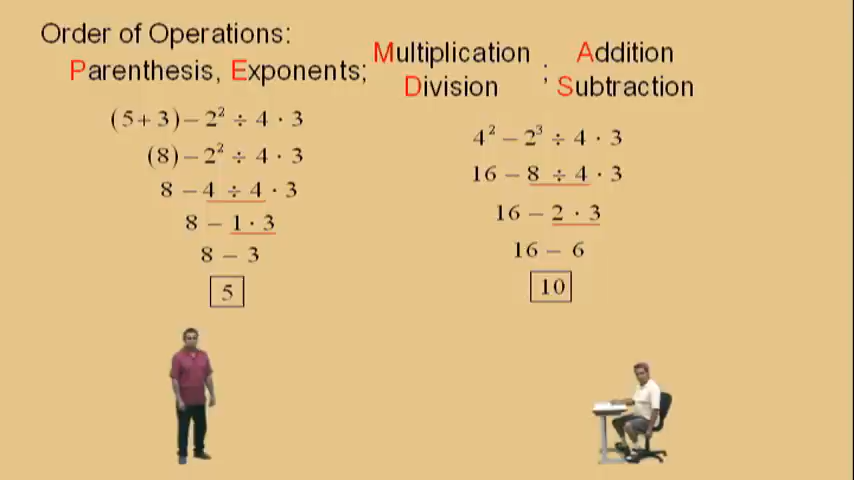 Order of Operations:
Parenthesis, Exponents; Multiplication Division ; Addition Subtraction
(5+3) – 2² ÷ 4 · 3
(8) – 2² ÷ 4 · 3
8 – 4 ÷ 4 · 3
8 – 1 · 3
8 – 3
5
4² – 2³ ÷ 4 · 3
16 – 8 ÷ 4 · 3
16 – 2 · 3
16 – 6
10